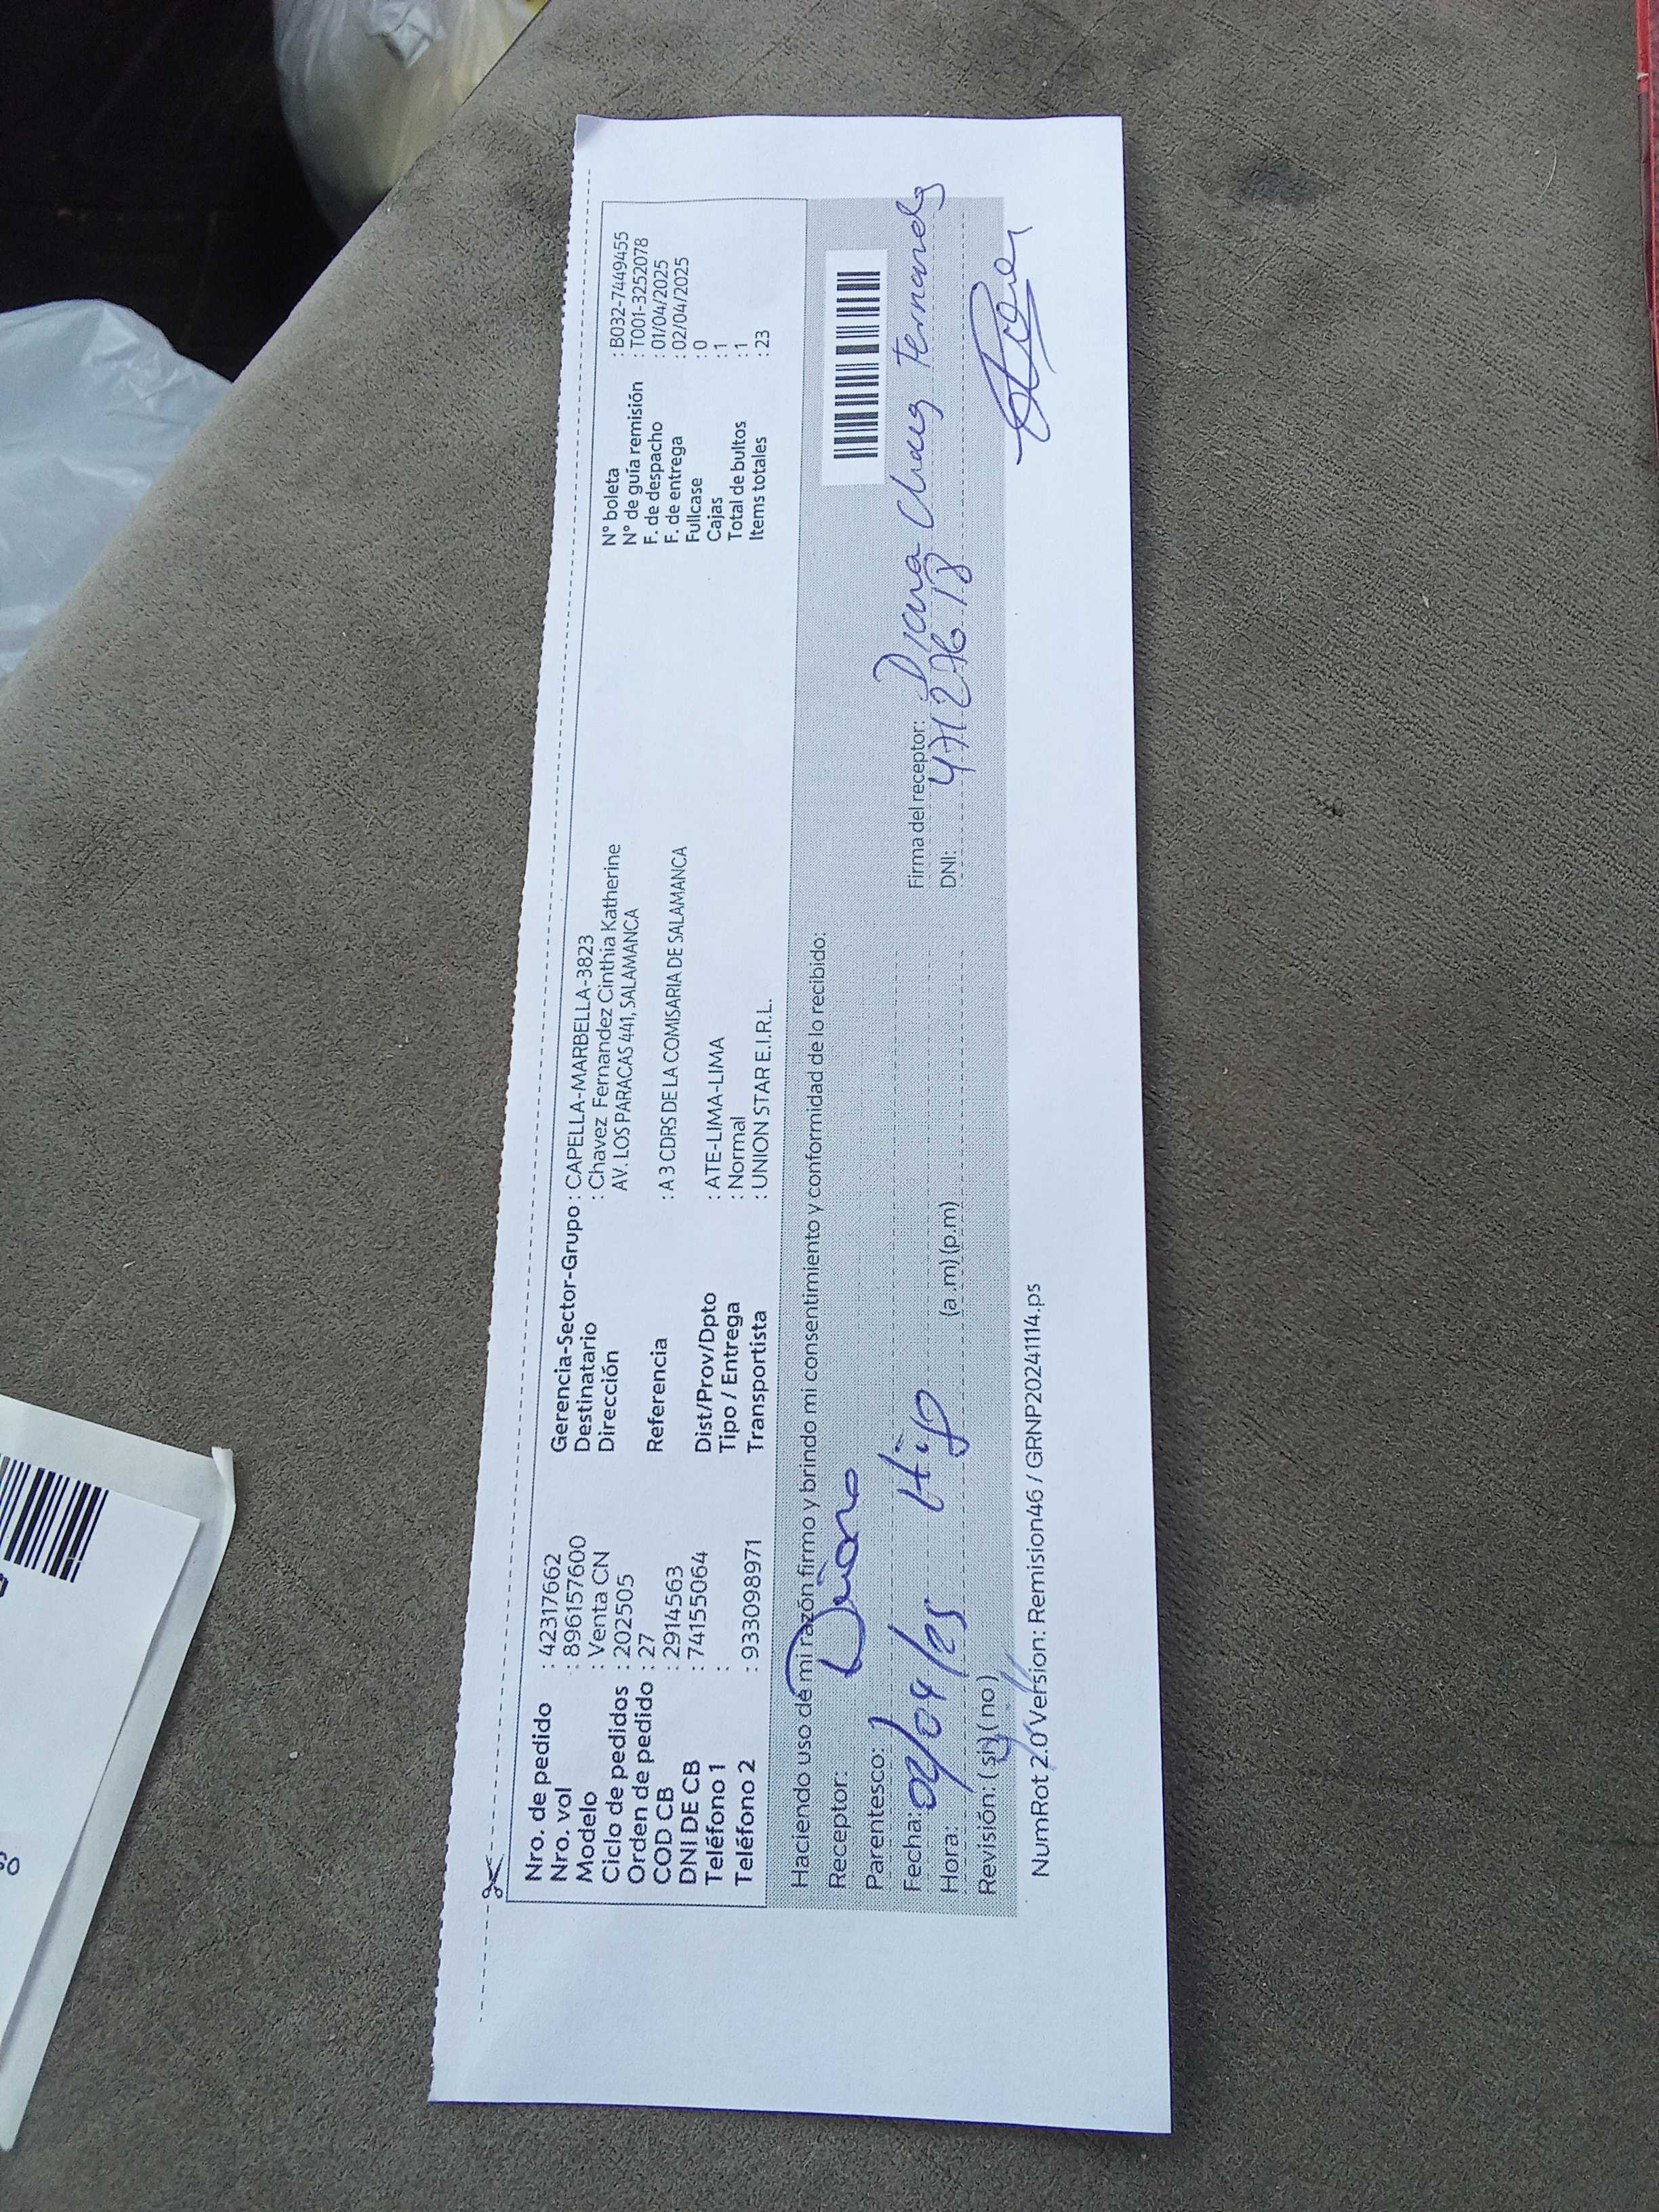 Nro. de pedido : 42317662
Nro. vol : 896157600
Modelo : Venta CN
Ciclo de pedidos : 202505
Orden de pedido : 27
COD CB : 2914563
DNI DE CB : 74155064
Teléfono 1 :
Teléfono 2 : 933098971
Gerencia-Sector-Grupo : CAPELLA-MARBELLA-3823
Destinatario : Chavez Fernandez Cinthia Katherine
Dirección AV. LOS PARACAS 441, SALAMANCA
Referencia : A 3 CDRS DE LA COMISARIA DE SALAMANCA
Dist/Prov/Dpto : ATE-LIMA-LIMA
Tipo / Entrega : Normal
Transportista : UNION STAR E.I.R.L.
N° boleta : B032-7449455
N° de guía remisión : T001-3252078
F. de despacho : 01/04/2025
F. de entrega : 02/04/2025
Fullcase : 0
Cajas : 1
Total de bultos : 1
Items totales : 23
Haciendo uso de mi razón firmo y brindo mi consentimiento y conformidad de lo recibido:
Receptor: Diana
Parentesco:
Fecha: 02/04/25
Hora: (a .m) (p.m)
Revisión: ( si) ( no)
Firma del receptor: Diana Chavez Fernandez
DNI: 47127618
NumRot 2.0 Version: Remision46 / GRNP20241114.ps